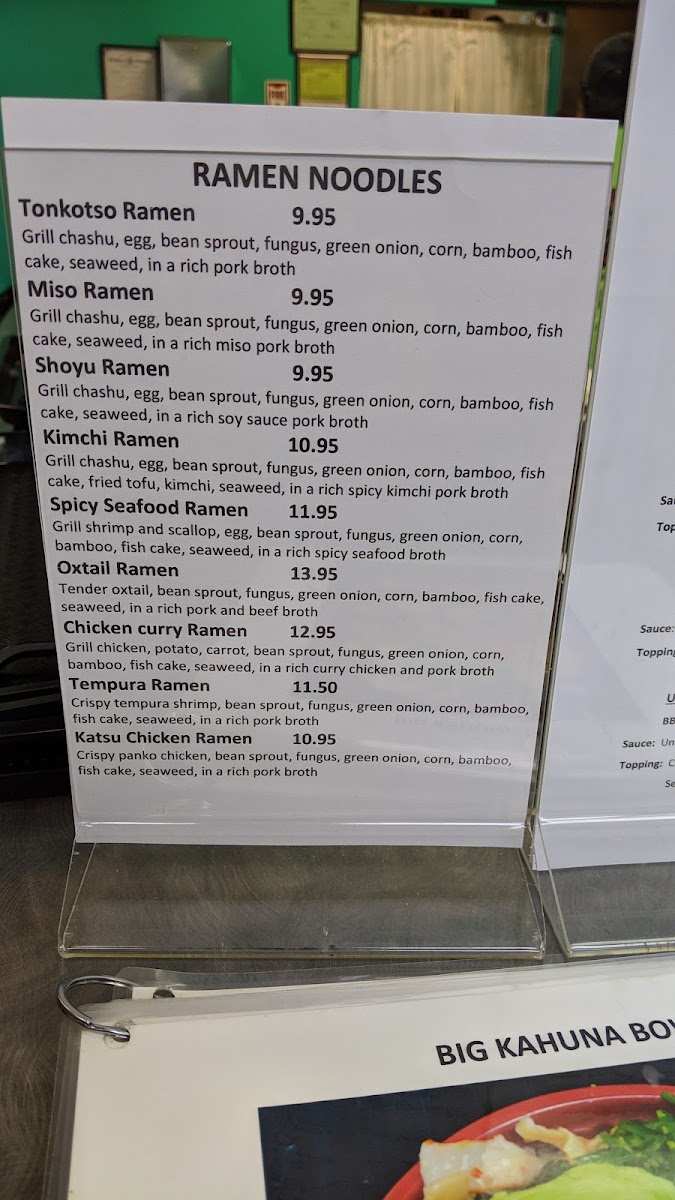 RAMEN NOODLES
Tonkotso Ramen 9.95
Grill chashu, egg, bean sprout, fungus, green onion, corn, bamboo, fish
cake, seaweed, in a rich pork broth
Miso Ramen 9.95
Grill chashu, egg, bean sprout, fungus, green onion, corn, bamboo, fish
cake, seaweed, in a rich miso pork broth
Shoyu Ramen 9.95
Grill chashu, egg, bean sprout, fungus, green onion, corn, bamboo, fish
cake, seaweed, in a rich soy sauce pork broth
Kimchi Ramen 10.95
Grill chashu, egg, bean sprout, fungus, green onion, corn, bamboo, fish
cake, fried tofu, kimchi, seaweed, in a rich spicy kimchi pork broth
Spicy Seafood Ramen 11.95
Grill shrimp and scallop, egg, bean sprout, fungus, green onion, corn,
bamboo, fish cake, seaweed, in a rich spicy seafood broth
Oxtail Ramen 13.95
Tender oxtail, bean sprout, fungus, green onion, corn, bamboo, fish cake,
seaweed, in a rich pork and beef broth
Chicken curry Ramen 12.95
Grill chicken, potato, carrot, bean sprout, fungus, green onion, corn,
bamboo, fish cake, seaweed, in a rich curry chicken and pork broth
Tempura Ramen 11.50
Crispy tempura shrimp, bean sprout, fungus, green onion, corn, bamboo,
fish cake, seaweed, in a rich pork broth
Katsu Chicken Ramen 10.95
Crispy panko chicken, bean sprout, fungus, green onion, corn, bamboo,
fish cake, seaweed, in a rich pork broth
Sa
Top
Sauce:
Topping
U
BB
Sauce: Un
Topping: C
Se
BIG KAHUNA BO